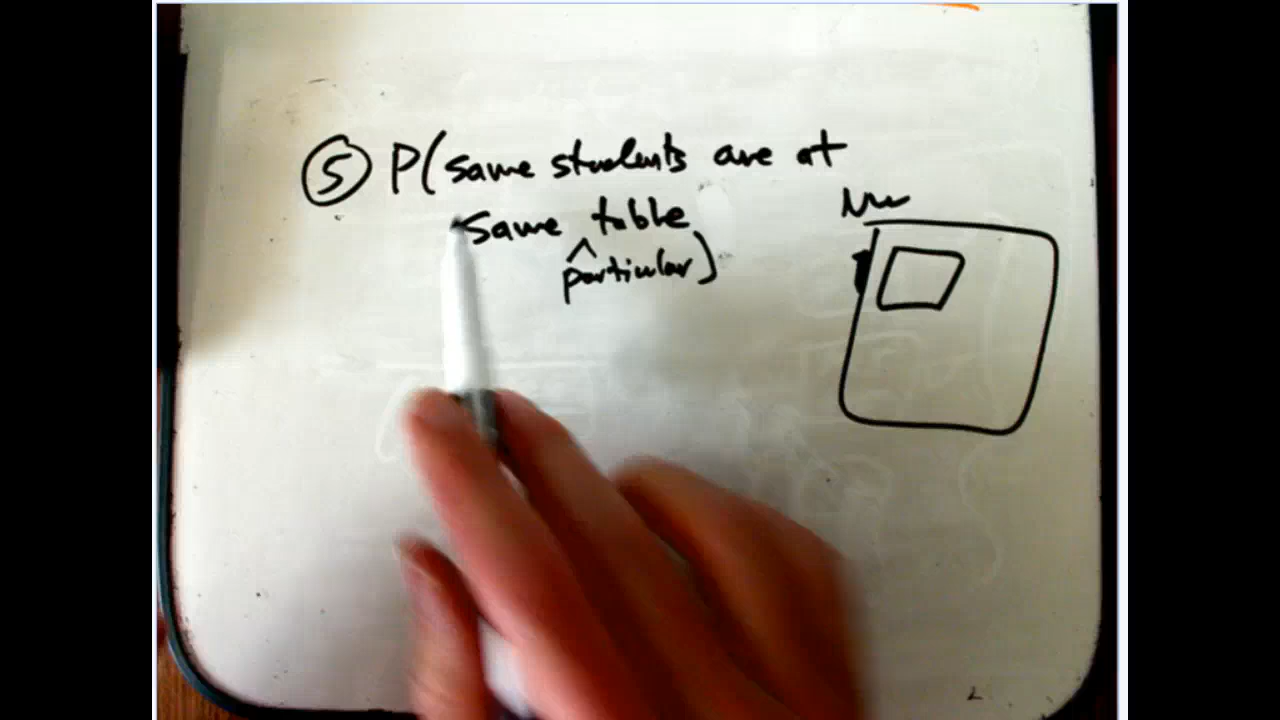 ⑤ P(same students are at
same table
^
particular)